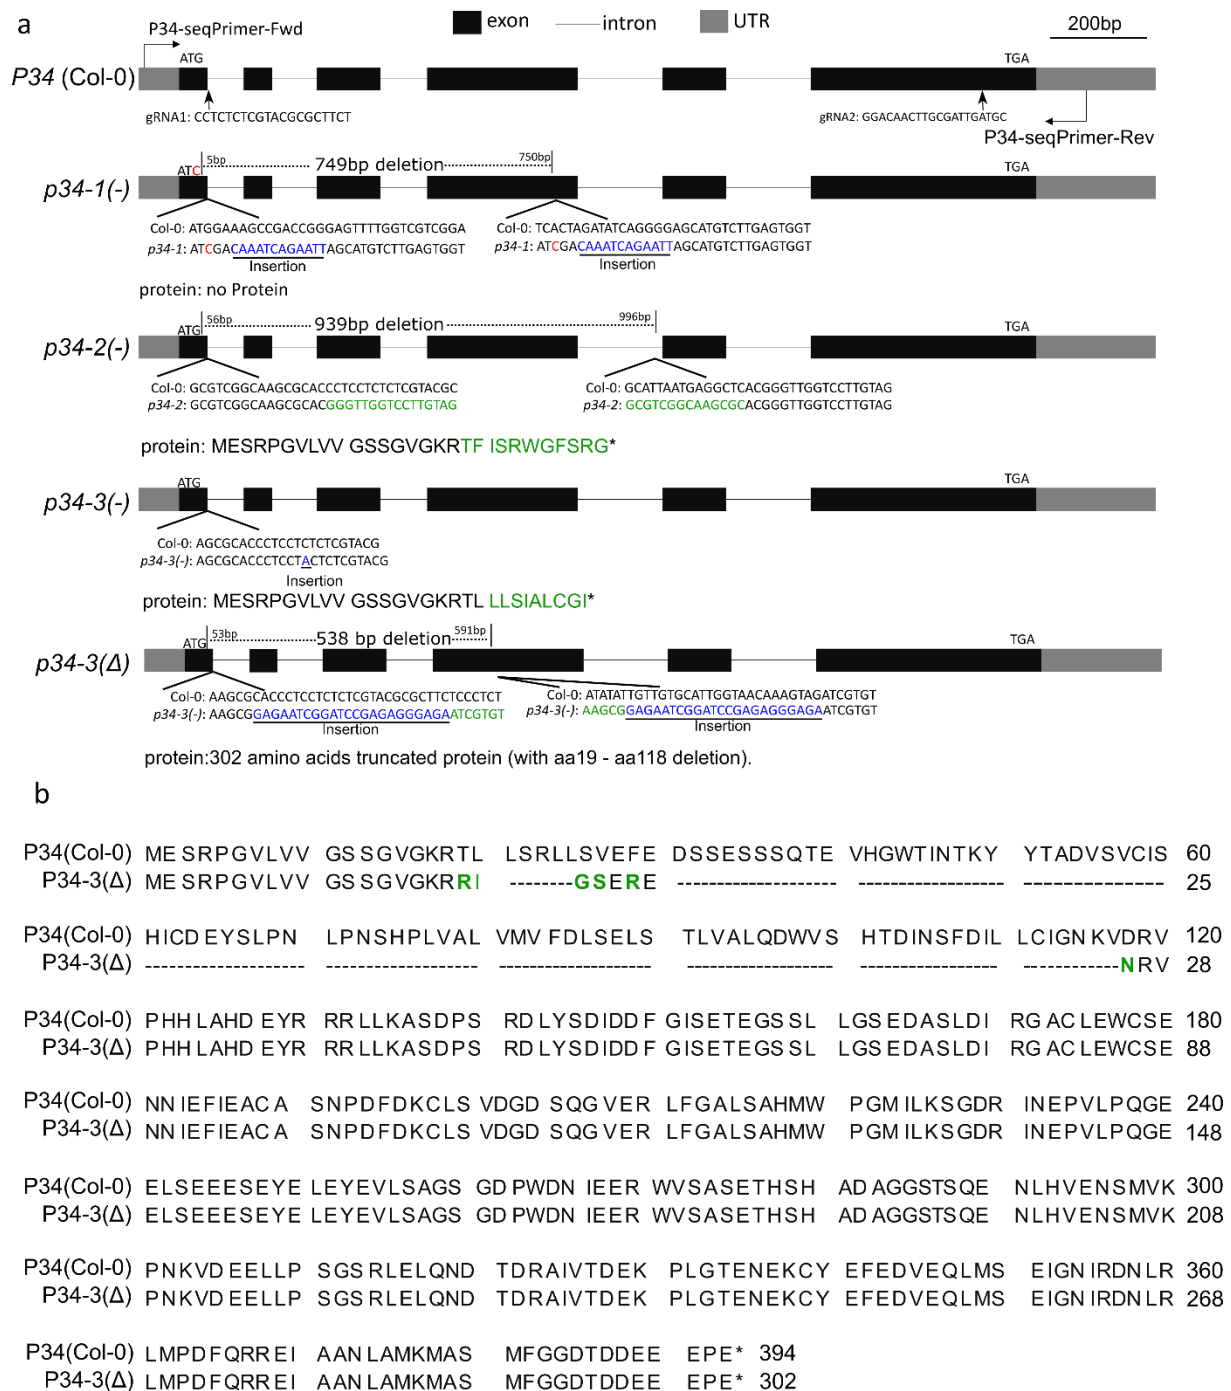 a
P34-seqPrimer-Fwd
exon
intron
UTR
200bp
ATG
TGA
P34 (Col-0)
gRNA1: CCTCTCTCGTACGCGCTTCT
gRNA2: GGACAACTTGCGATTGATGC
P34-seqPrimer-Rev
ATC
5bp
749bp deletion
750bp
p34-1(-)
Col-0: ATGGAAAGCCGACCGGGAGTTTTGGTCGTCGGA
p34-1: ATCGACAAATCAGAATTAGCATGTCTTGAGTGGT
Insertion
Col-0: TCACTAGATATCAGGGGAGCATGTCTTGAGTGGT
p34-1: ATCGACAAATCAGAATTAGCATGTCTTGAGTGGT
Insertion
protein: no Protein
ATG
56bp
939bp deletion
996bp
TGA
p34-2(-)
Col-0: GCGTCGGCAAGCGCACCCTCCTCTCTCGTACGC
p34-2: GCGTCGGCAAGCGCACGGGTTGGTCCTTGTAG
Col-0: GCATTAATGAGGCTCACGGGTTGGTCCTTGTAG
p34-2: GCGTCGGCAAGCGCACGGGTTGGTCCTTGTAG
protein: MESRPGVLVV GSSGVGKRTF ISRWGFSRG*
ATG
TGA
p34-3(-)
Col-0: AGCGCACCCTCCTCTCTCGTACG
p34-3(-): AGCGCACCCTCCTACTCTCGTACG
Insertion
protein: MESRPGVLVV GSSGVGKRTL LLSIALCGI*
ATG
53bp
538 bp deletion
591bp
TGA
p34-3(Δ)
Col-0: AAGCGCACCCTCCTCTCTCGTACGCGCTTCTCCCTCT
p34-3(-): AAGCGGAGAATCGGATCCGAGAGGGAGAATCGTGT
Insertion
Col-0: ATATATTGTTGTGCATTGGTAACAAAGTAGATCGTGT
p34-3(-): AAGCGGAGAATCGGATCCGAGAGGGAGAATCGTGT
Insertion
protein:302 amino acids truncated protein (with aa19 - aa118 deletion).
b
P34(Col-0) MESRPGVLVV GSSGVGKRTL LSRLLSVEFE DSSESSSQTE VHGWTINTKY YTADVSVCIS 60
P34-3(Δ) MESRPGVLVV GSSGVGKRRI --------GSERE ------------------ ------------------ ------------------ 25
P34(Col-0) HICDEYSLPN LPNSHPLVAL VMVFDLSELS TLVALQDWVS HTDINSFDIL LCIGNKVDRV 120
P34-3(Δ) ------------------ ------------------ ------------------ ------------------ ------------------ ------------NRV 28
P34(Col-0) PHHLAHDEYR RRLLKASDPS RDLYSDIDDF GISETEGSSL LGSEDASLDI RGACLEWCSE 180
P34-3(Δ) PHHLAHDEYR RRLLKASDPS RDLYSDIDDF GISETEGSSL LGSEDASLDI RGACLEWCSE 88
P34(Col-0) NNIEFIEACA SNPDFDKCLS VDGDSQGVER LFGALSAHMW PGMILKSGDR INEPVLPQGE 240
P34-3(Δ) NNIEFIEACA SNPDFDKCLS VDGDSQGVER LFGALSAHMW PGMILKSGDR INEPVLPQGE 148
P34(Col-0) ELSEEESEYE LEYEVLSAGS GDPWDNIEER WVSASETHSH ADAGGSTSQE NLHVENSMVK 300
P34-3(Δ) ELSEEESEYE LEYEVLSAGS GDPWDNIEER WVSASETHSH ADAGGSTSQE NLHVENSMVK 208
P34(Col-0) PNKVDEELLP SGSRLELQND TDRAIVTDEK PLGTENEKCY EFEDVEQLMS EIGNIRDNLR 360
P34-3(Δ) PNKVDEELLP SGSRLELQND TDRAIVTDEK PLGTENEKCY EFEDVEQLMS EIGNIRDNLR 268
P34(Col-0) LMPDFQRREI AANLAMKMAS MFGGDTDDEE EPE* 394
P34-3(Δ) LMPDFQRREI AANLAMKMAS MFGGDTDDEE EPE* 302